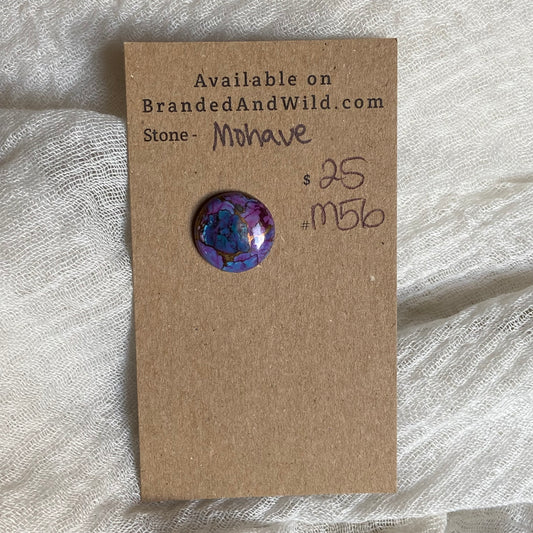 Available on
BrandedAndWild.com
Stone - Mohave
$ 25
#M56